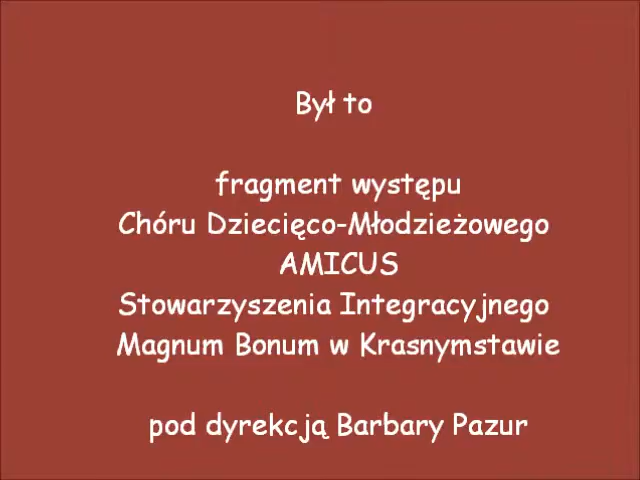 Był to
fragment występu
Chóru Dziecięco-Młodzieżowego
AMICUS
Stowarzyszenia Integracyjnego
Magnum Bonum w Krasnymstawie
pod dyrekcją Barbary Pazur